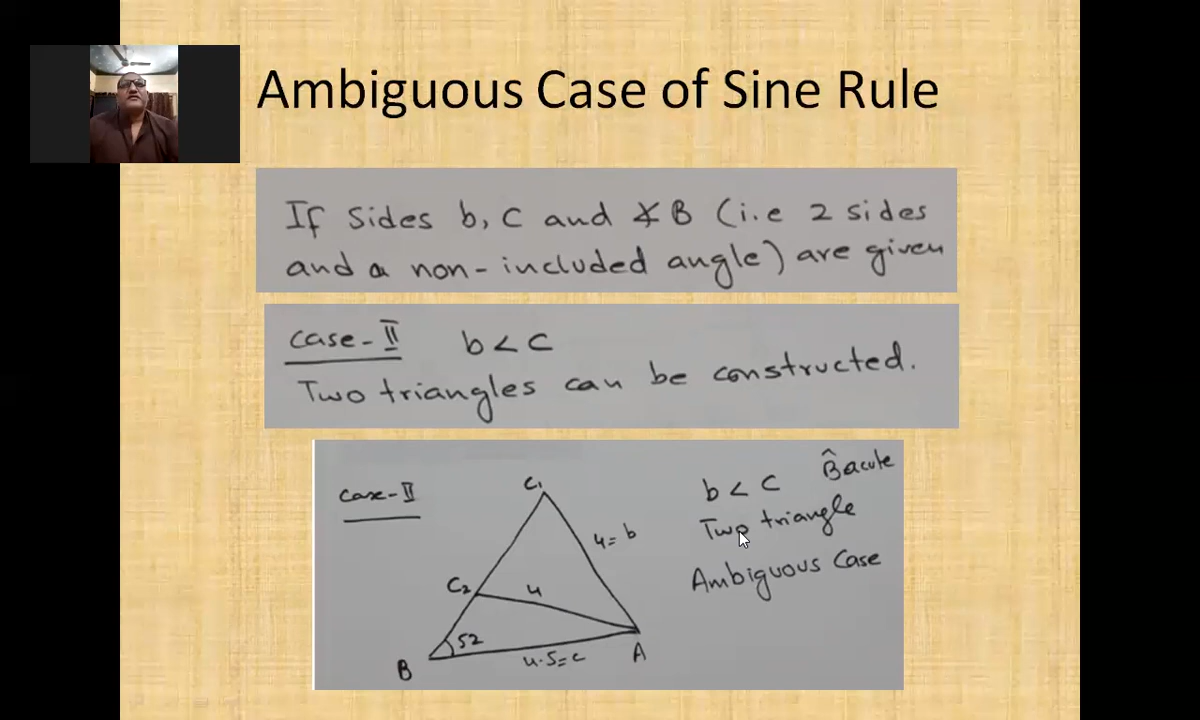 Ambiguous Case of Sine Rule
If Sides b, C and ∡B (i.e 2 sides
and a non-included angle) are given
Case-II b < C
Two triangles can be constructed.
Case-II
C₁
4 = b
C₂
4
52
B
4.5 = c
A
b < C B̂ acute
Two triangle
Ambiguous Case